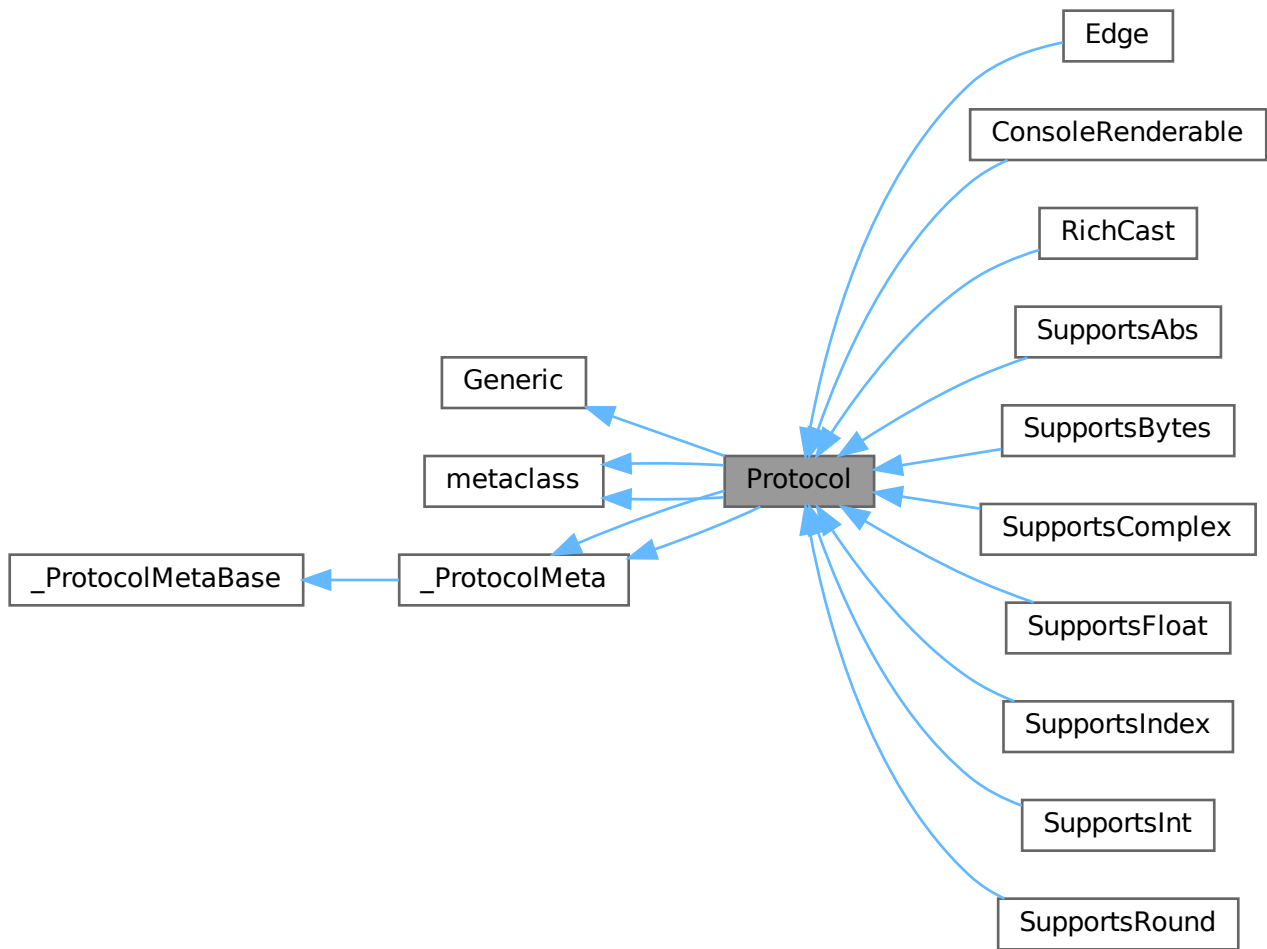 Edge
ConsoleRenderable
RichCast
SupportsAbs
Generic
SupportsBytes
metaclass
Protocol
SupportsComplex
_ProtocolMetaBase
_ProtocolMeta
SupportsFloat
SupportsIndex
SupportsInt
SupportsRound